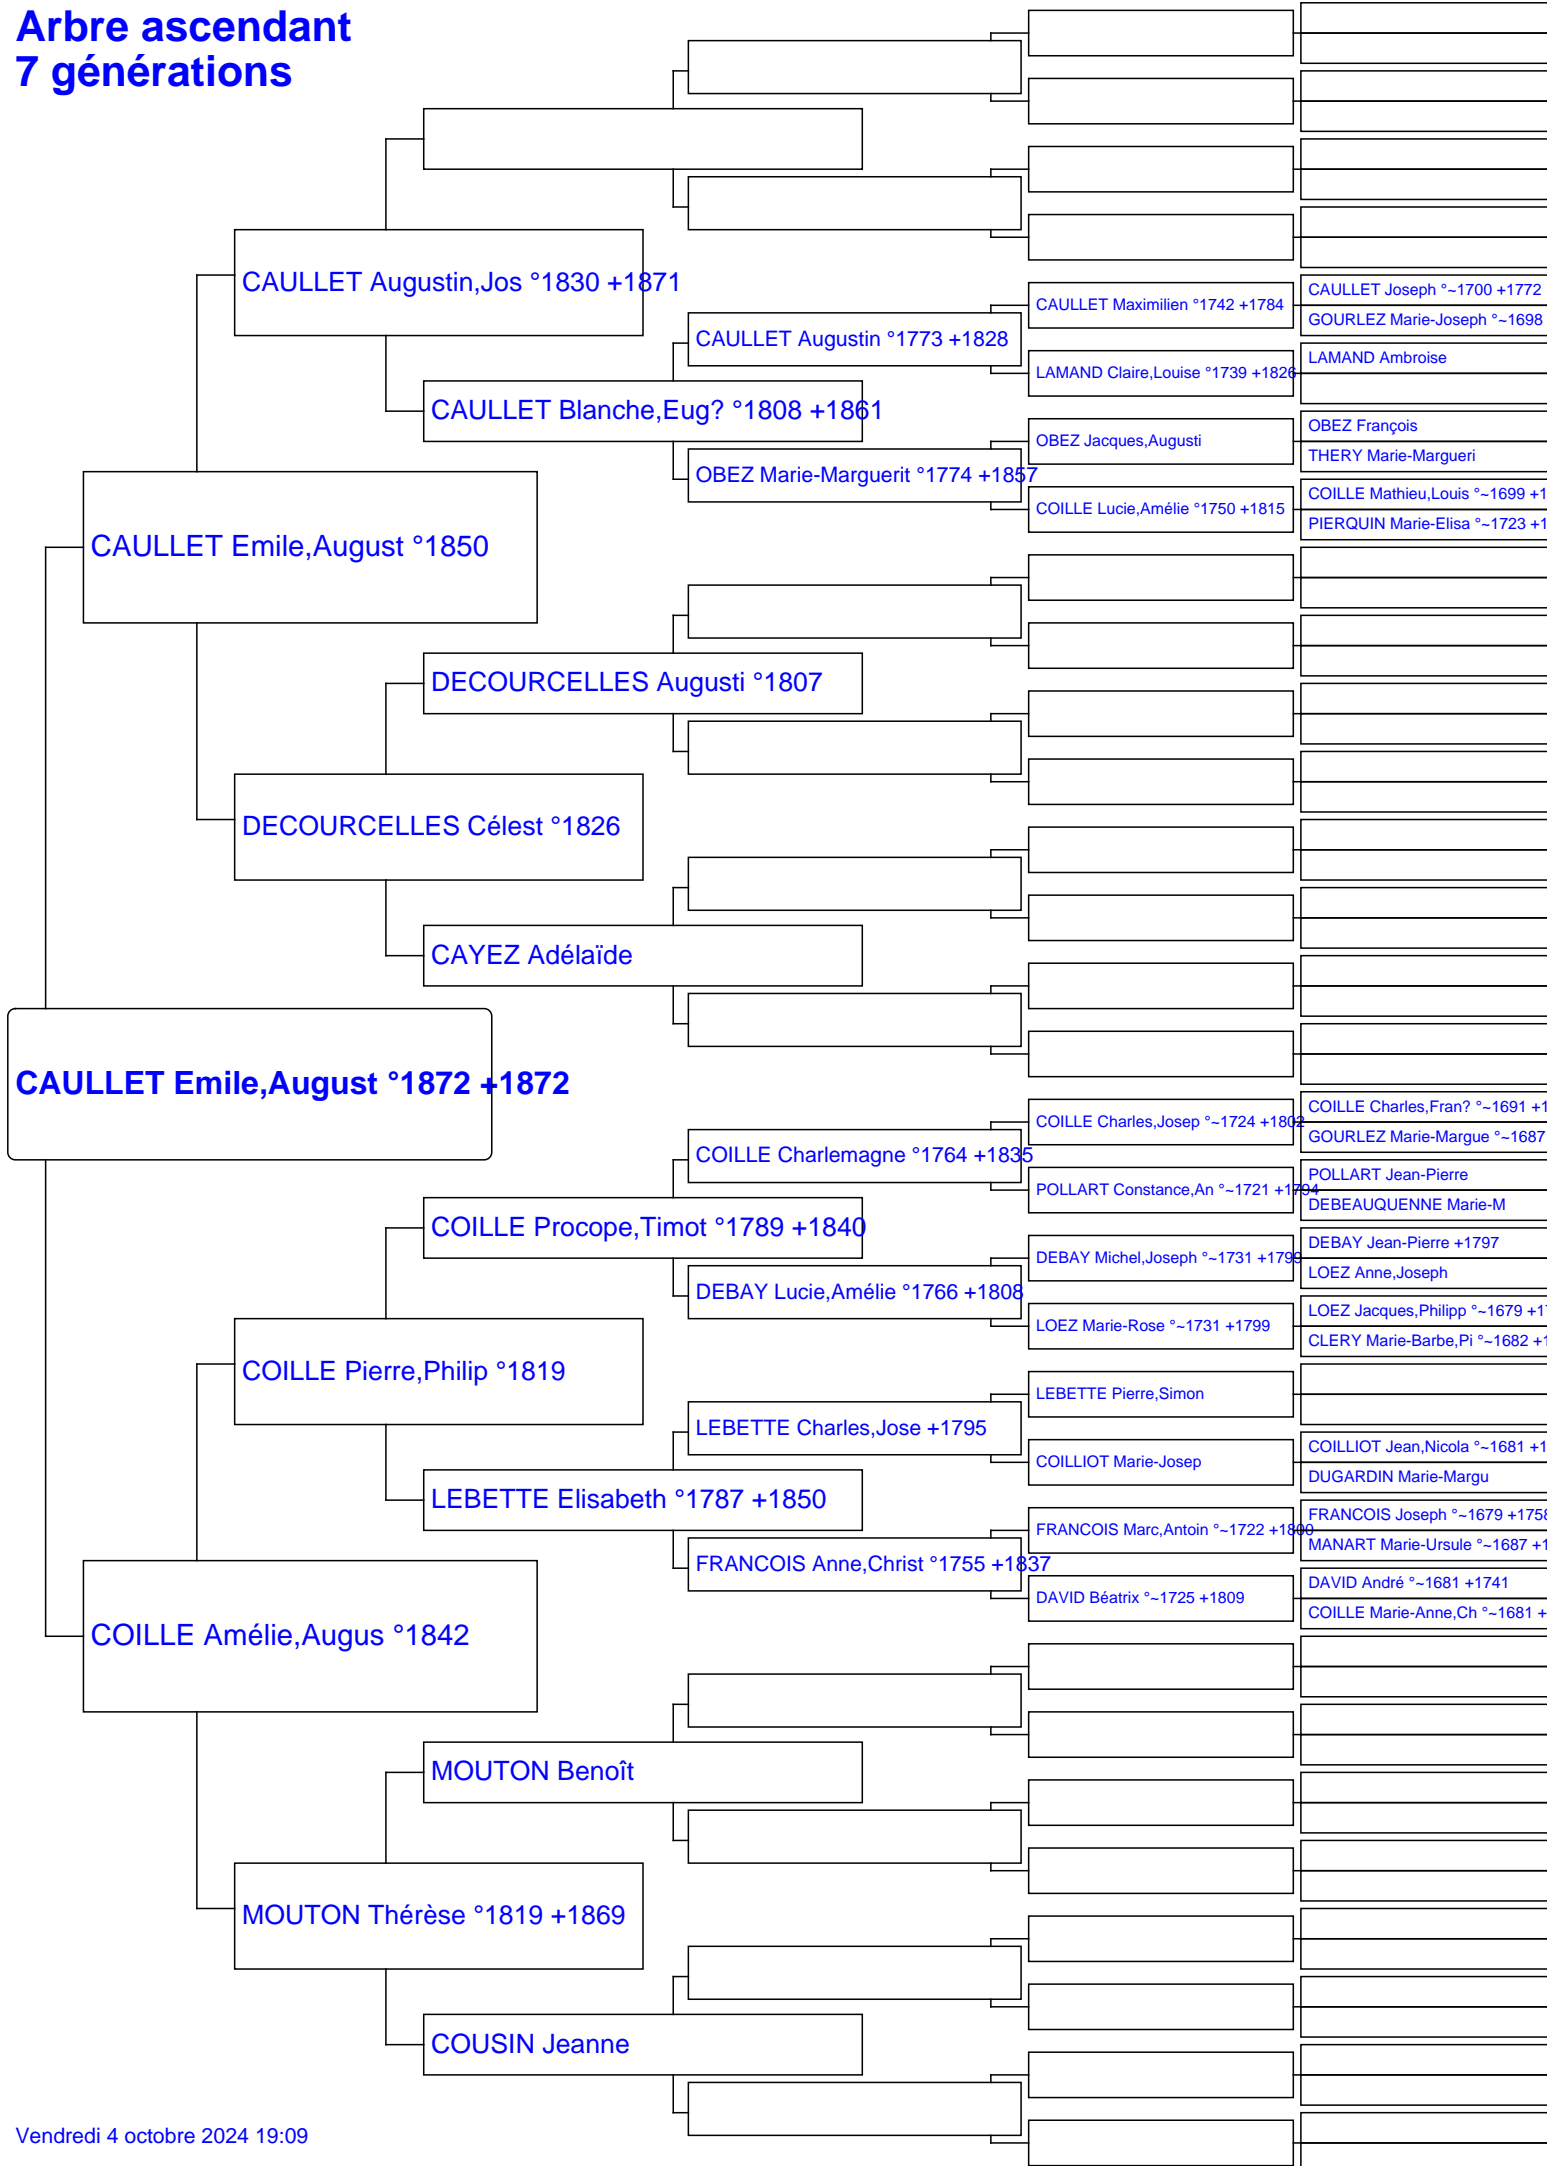 Arbre ascendant
7 générations
CAULLET Joseph °~1700 +1772
CAULLET Augustin,Jos °1830 +1871
CAULLET Maximilien °1742 +1784
GOURLEZ Marie-Joseph °~1698
CAULLET Augustin °1773 +1828
LAMAND Ambroise
LAMAND Claire,Louise °1739 +1826
CAULLET Blanche,Eug? °1808 +1861
OBEZ François
OBEZ Jacques,Augusti
THERY Marie-Margueri
OBEZ Marie-Marguerit °1774 +1857
COILLE Mathieu,Louis °~1699 +1
COILLE Lucie,Amélie °1750 +1815
PIERQUIN Marie-Elisa °~1723 +1
CAULLET Emile,August °1850
DECOURCELLES Augusti °1807
DECOURCELLES Célest °1826
CAYEZ Adélaïde
CAULLET Emile,August °1872 +1872
COILLE Charles,Fran? °~1691 +1
COILLE Charles,Josep °~1724 +1802
GOURLEZ Marie-Margue °~1687
COILLE Charlemagne °1764 +1835
POLLART Jean-Pierre
POLLART Constance,An °~1721 +1794
DEBEAUQUENNE Marie-M
COILLE Procope,Timot °1789 +1840
DEBAY Jean-Pierre +1797
DEBAY Michel,Joseph °~1731 +1799
LOEZ Anne,Joseph
DEBAY Lucie,Amélie °1766 +1808
LOEZ Jacques,Philipp °~1679 +17
LOEZ Marie-Rose °~1731 +1799
CLERY Marie-Barbe,Pi °~1682 +1
COILLE Pierre,Philip °1819
LEBETTE Pierre,Simon
LEBETTE Charles,Jose +1795
COILLIOT Jean,Nicola °~1681 +1
COILLIOT Marie-Josep
DUGARDIN Marie-Margu
LEBETTE Elisabeth °1787 +1850
FRANCOIS Joseph °~1679 +1758
FRANCOIS Marc,Antoin °~1722 +1800
MANART Marie-Ursule °~1687 +1
FRANCOIS Anne,Christ °1755 +1837
DAVID André °~1681 +1741
DAVID Béatrix °~1725 +1809
COILLE Marie-Anne,Ch °~1681 +
COILLE Amélie,Augus °1842
MOUTON Benoît
MOUTON Thérèse °1819 +1869
COUSIN Jeanne
Vendredi 4 octobre 2024 19:09